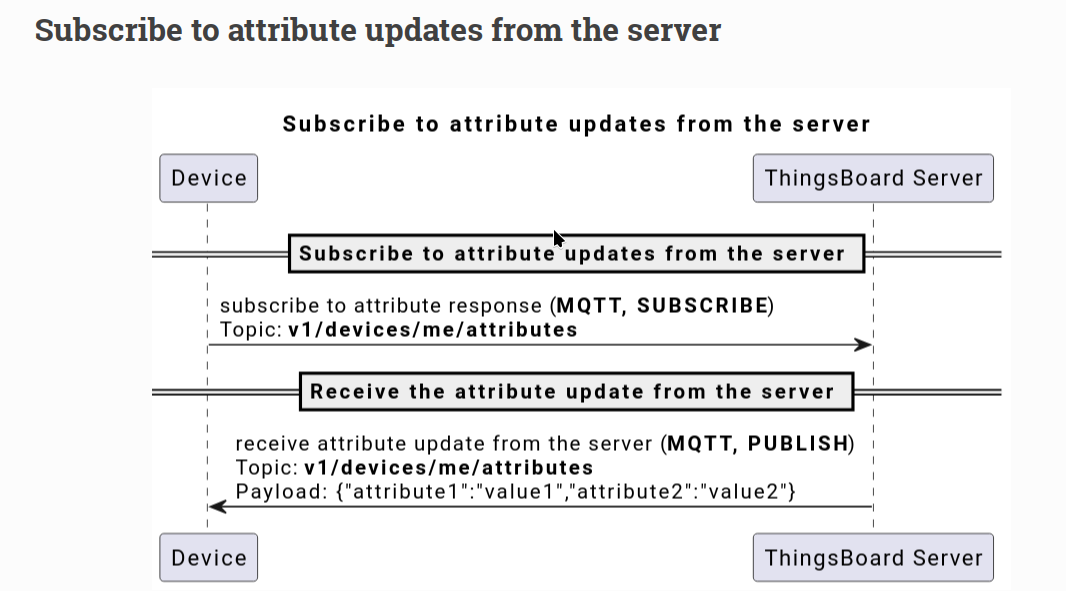 Subscribe to attribute updates from the server
Subscribe to attribute updates from the server
Device
ThingsBoard Server
Subscribe to attribute updates from the server
subscribe to attribute response (MQTT, SUBSCRIBE)
Topic: v1/devices/me/attributes
Receive the attribute update from the server
receive attribute update from the server (MQTT, PUBLISH)
Topic: v1/devices/me/attributes
Payload: {"attribute1":"value1","attribute2":"value2"}
Device
ThingsBoard Server